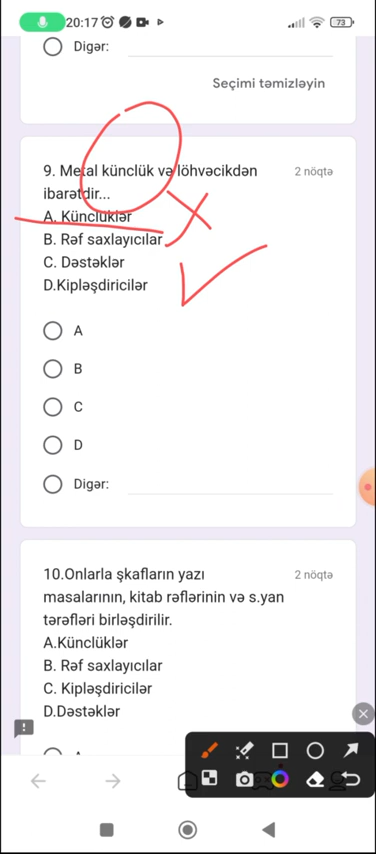 20:17
73
Digər:
Seçimi təmizləyin
9. Metal künclük və löhvəcikdən
2 nöqtə
ibarətdir...
A. Künclüklər
B. Rəf saxlayıcılar
C. Dəstəklər
D.Kipləşdiricilər
A
B
C
D
Digər:
10.Onlarla şkafların yazı
2 nöqtə
masalarının, kitab rəflərinin və s.yan
tərəfləri birləşdirilir.
A.Künclüklər
B. Rəf saxlayıcılar
C. Kipləşdiricilər
D.Dəstəklər